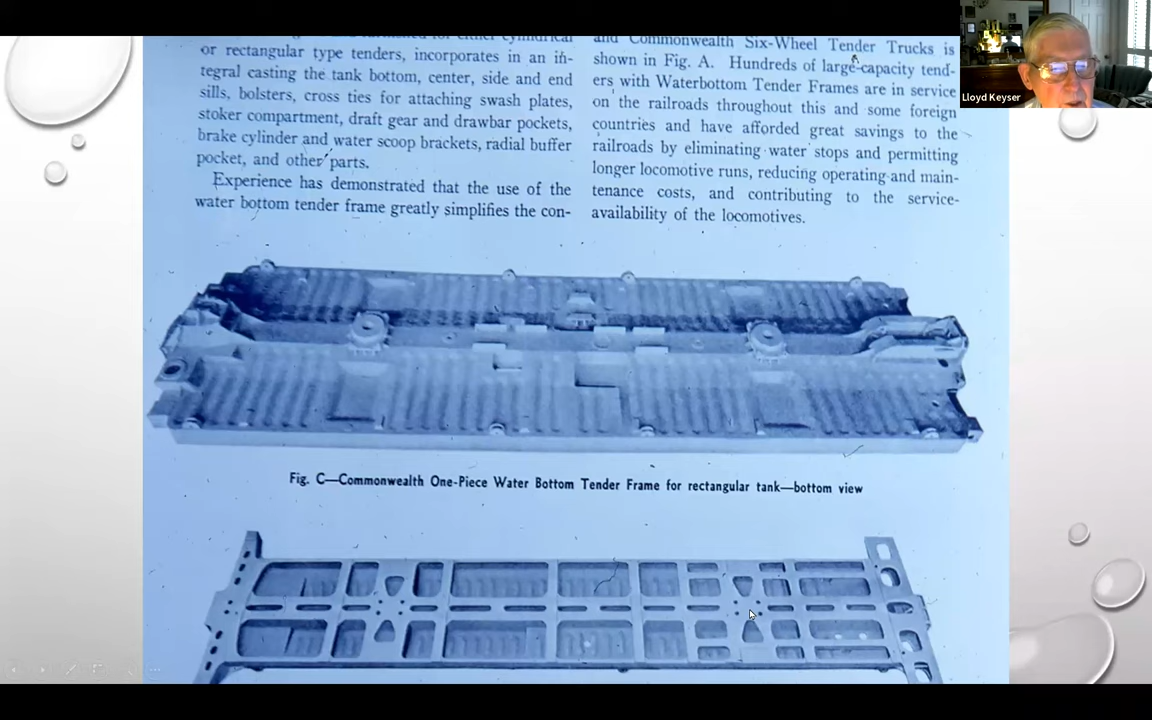 or rectangular type tenders, incorporates in an in-
tegral casting the tank bottom, center, side and end
sills, bolsters, cross ties for attaching swash plates,
stoker compartment, draft gear and drawbar pockets,
brake cylinder and water scoop brackets, radial buffer
pocket, and other parts.
Experience has demonstrated that the use of the
water bottom tender frame greatly simplifies the con-
and Commonwealth Six-Wheel Tender Trucks is
shown in Fig. A. Hundreds of large-capacity tend-
ers with Waterbottom Tender Frames are in service
on the railroads throughout this and some foreign
countries and have afforded great savings to the
railroads by eliminating water stops and permitting
longer locomotive runs, reducing operating and main-
tenance costs, and contributing to the service-
availability of the locomotives.
Fig. C—Commonwealth One-Piece Water Bottom Tender Frame for rectangular tank—bottom view
Lloyd Keyser